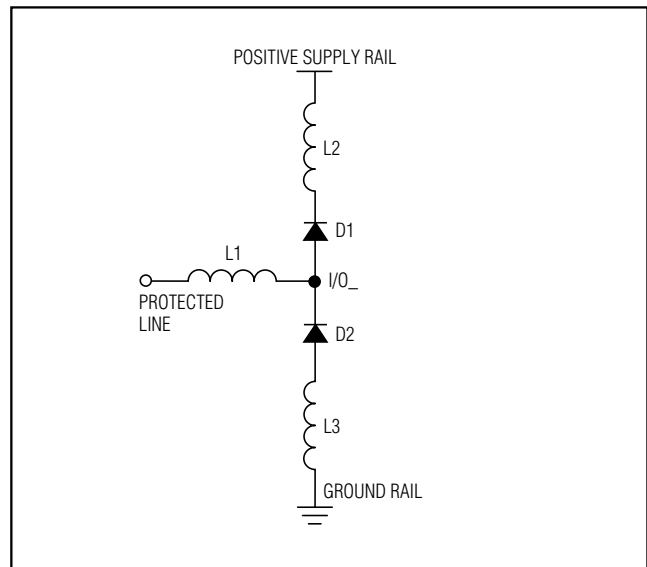 POSITIVE SUPPLY RAIL
L2
D1
L1
I/O_
PROTECTED
LINE
D2
L3
GROUND RAIL